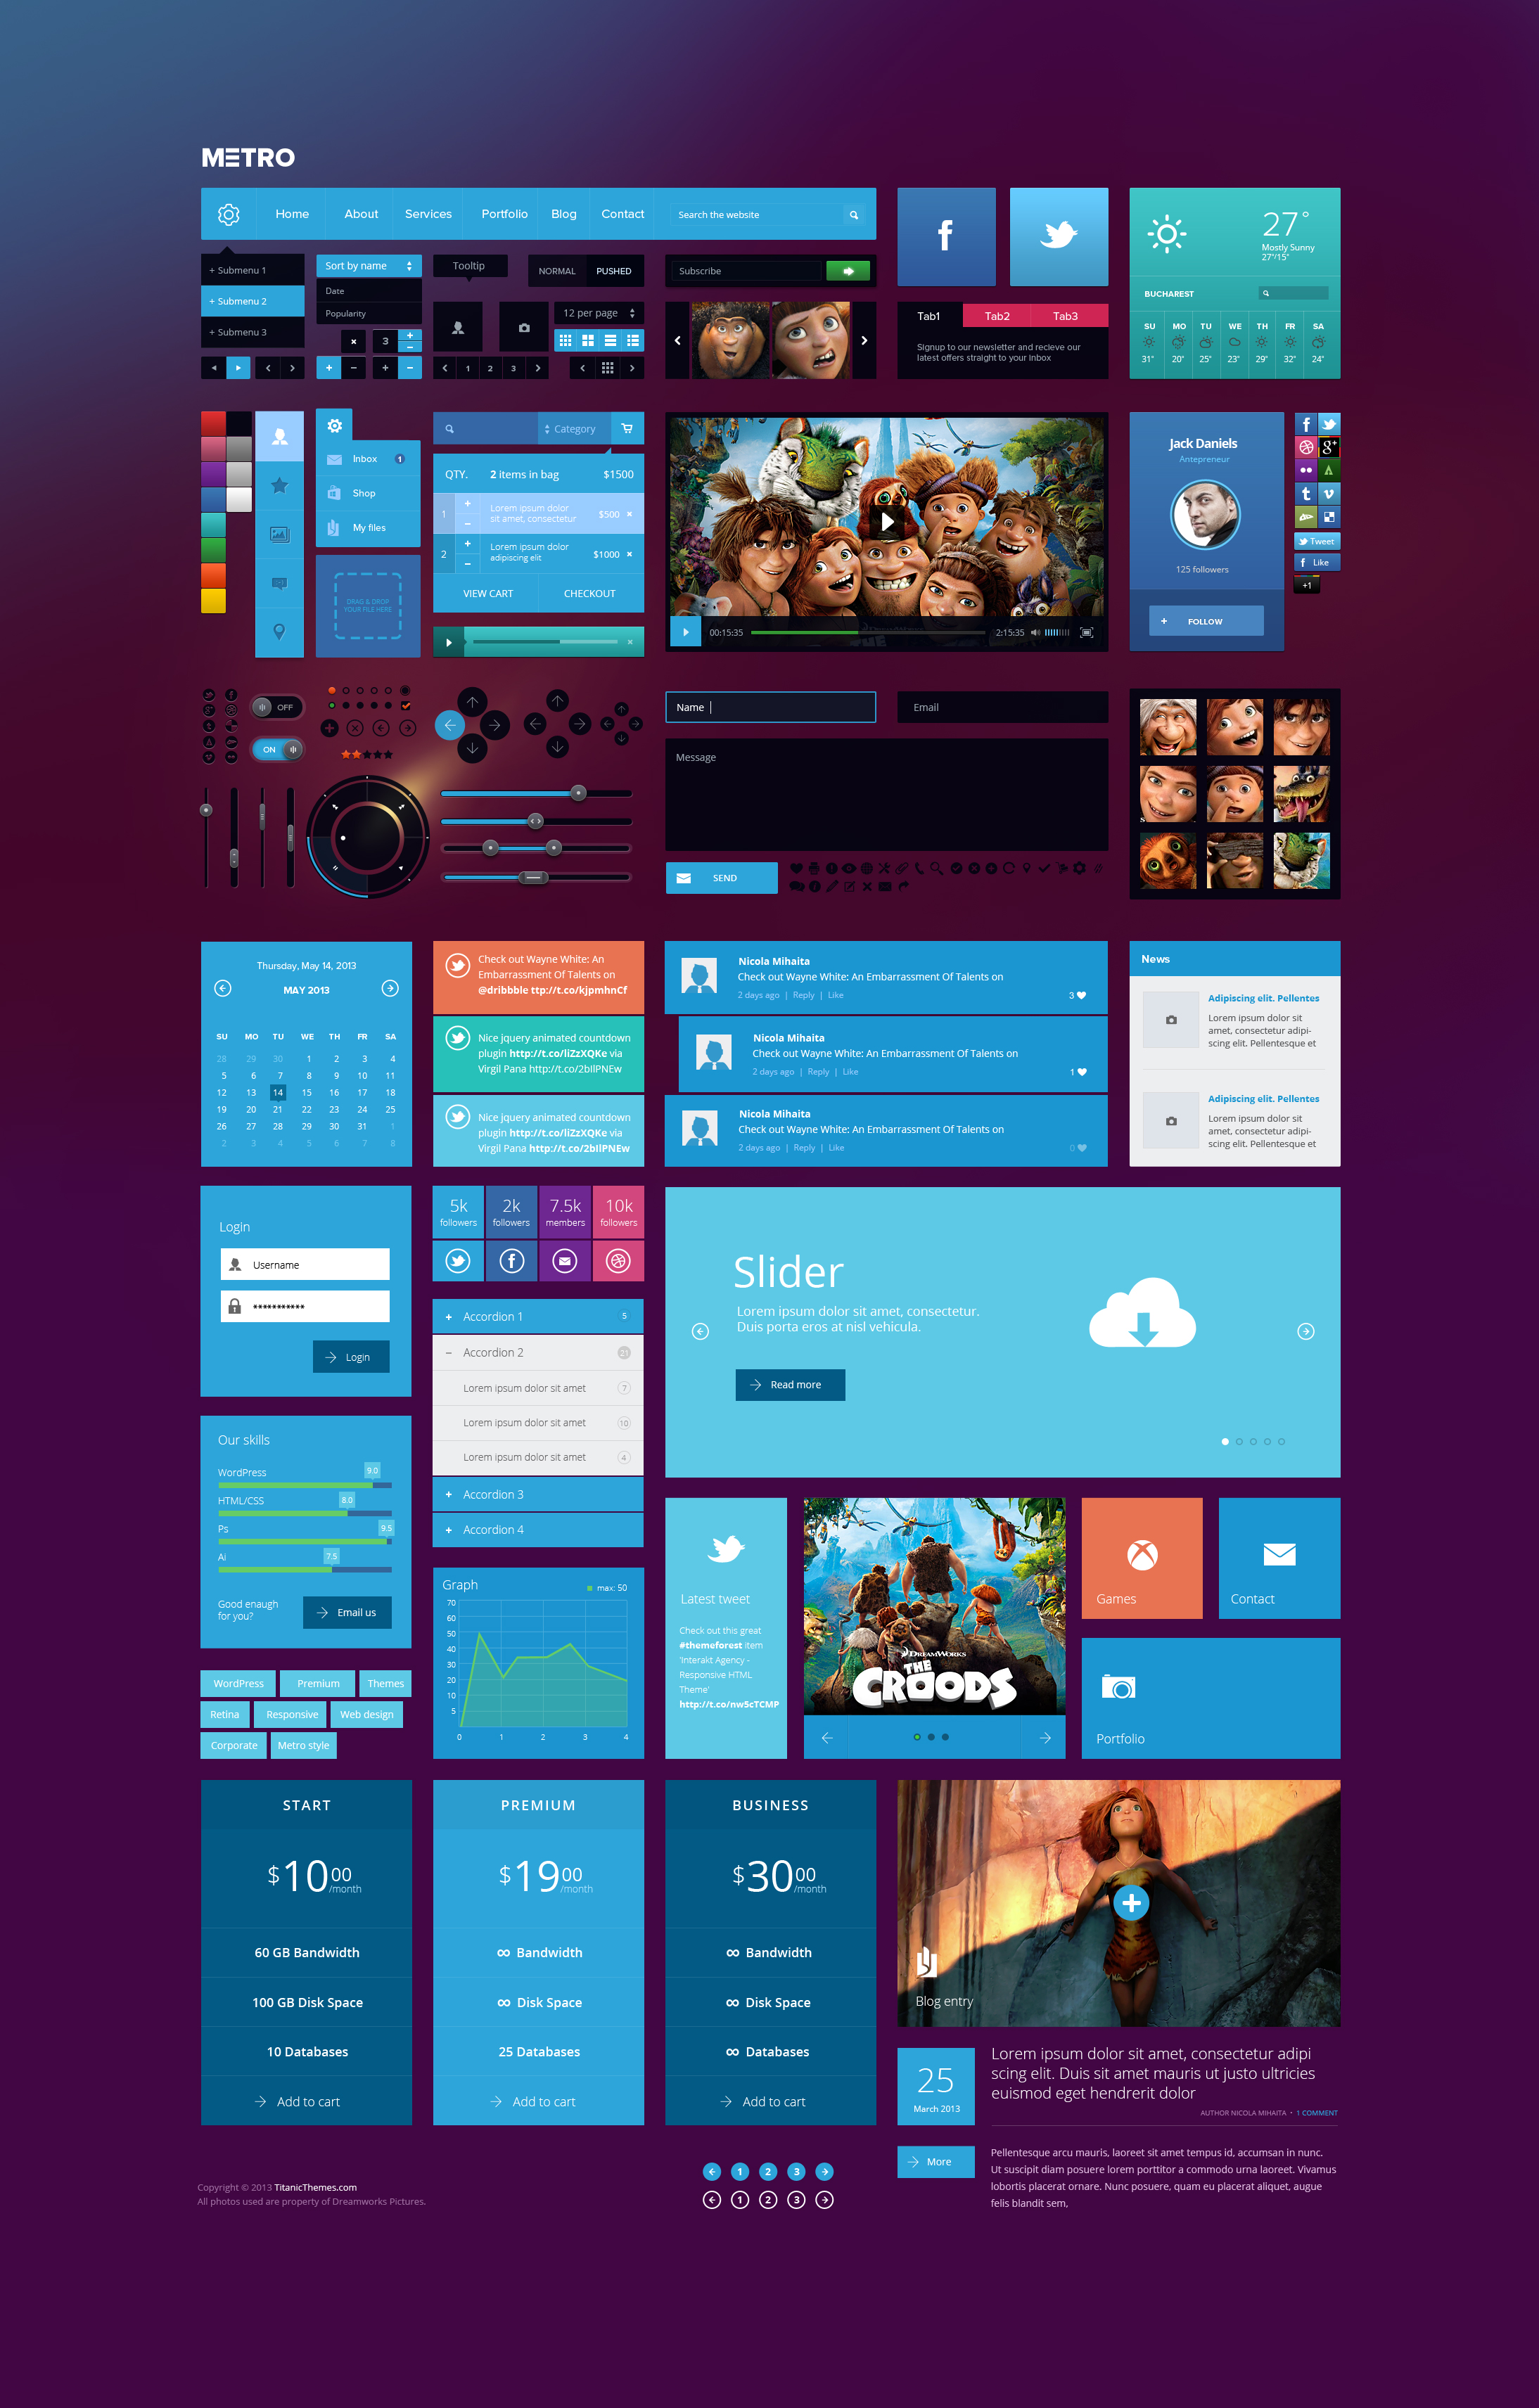 METRO
Home
About
Services
Portfolio
Blog
Contact
Search the website
+ Submenu 1
+ Submenu 2
+ Submenu 3
Sort by name
Date
Popularity
3
Tooltip
NORMAL
PUSHED
12 per page
1
2
3
Subscribe
Tab1
Tab2
Tab3
Signup to our newsletter and recieve our
latest offers straight to your Inbox
27°
Mostly Sunny
27°/15°
BUCHAREST
SU MO TU WE TH FR SA
31° 20° 25° 23° 29° 32° 24°
Inbox 1
Shop
My files
DRAG & DROP
YOUR FILE HERE
Category
QTY. 2 items in bag $1500
1
Lorem ipsum dolor
sit amet, consectetur
$500
2
Lorem ipsum dolor
adipiscing elit
$1000
VIEW CART
CHECKOUT
00:15:35
2:15:35
Jack Daniels
Antepreneur
125 followers
+ FOLLOW
Tweet
Like
+1
OFF
ON
Name
Email
Message
SEND
Thursday, May 14, 2013
MAY 2013
SU MO TU WE TH FR SA
28 29 30 1 2 3 4
5 6 7 8 9 10 11
12 13 14 15 16 17 18
19 20 21 22 23 24 25
26 27 28 29 30 31 1
2 3 4 5 6 7 8
Check out Wayne White: An
Embarrassment Of Talents on
@dribbble ttp://t.co/kjpmhnCf
Nice jquery animated countdown
plugin http://t.co/liZzXQKe via
Virgil Pana http://t.co/2bIlPNEw
Nice jquery animated countdown
plugin http://t.co/liZzXQKe via
Virgil Pana http://t.co/2bIlPNEw
Nicola Mihaita
Check out Wayne White: An Embarrassment Of Talents on
2 days ago | Reply | Like
3
Nicola Mihaita
Check out Wayne White: An Embarrassment Of Talents on
2 days ago | Reply | Like
1
Nicola Mihaita
Check out Wayne White: An Embarrassment Of Talents on
2 days ago | Reply | Like
0
News
Adipiscing elit. Pellentes
Lorem ipsum dolor sit
amet, consectetur adipi-
scing elit. Pellentesque et
Adipiscing elit. Pellentes
Lorem ipsum dolor sit
amet, consectetur adipi-
scing elit. Pellentesque et
Login
Username
***********
Login
5k
followers
2k
followers
7.5k
members
10k
followers
+ Accordion 1 5
− Accordion 2 21
Lorem ipsum dolor sit amet 7
Lorem ipsum dolor sit amet 10
Lorem ipsum dolor sit amet 4
+ Accordion 3
+ Accordion 4
Slider
Lorem ipsum dolor sit amet, consectetur.
Duis porta eros at nisl vehicula.
Read more
Our skills
WordPress 9.0
HTML/CSS 8.0
Ps 9.5
Ai 7.5
Good enaugh
for you?
Email us
Graph
max: 50
70
60
50
40
30
20
10
5
0 1 2 3 4
Latest tweet
Check out this great
#themeforest item
'Interakt Agency -
Responsive HTML
Theme'
http://t.co/nw5cTCMP
DREAMWORKS
THE
CROODS
Games
Contact
Portfolio
WordPress
Premium
Themes
Retina
Responsive
Web design
Corporate
Metro style
START
$10 00
/month
60 GB Bandwidth
100 GB Disk Space
10 Databases
Add to cart
PREMIUM
$19 00
/month
∞ Bandwidth
∞ Disk Space
25 Databases
Add to cart
BUSINESS
$30 00
/month
∞ Bandwidth
∞ Disk Space
∞ Databases
Add to cart
Blog entry
25
March 2013
Lorem ipsum dolor sit amet, consectetur adipi
scing elit. Duis sit amet mauris ut justo ultricies
euismod eget hendrerit dolor
AUTHOR NICOLA MIHAITA • 1 COMMENT
More
Pellentesque arcu mauris, laoreet sit amet tempus id, accumsan in nunc.
Ut suscipit diam posuere lorem porttitor a commodo urna laoreet. Vivamus
lobortis placerat ornare. Nunc posuere, quam eu placerat aliquet, augue
felis blandit sem,
1 2 3
1 2 3
Copyright © 2013 TitanicThemes.com
All photos used are property of Dreamworks Pictures.